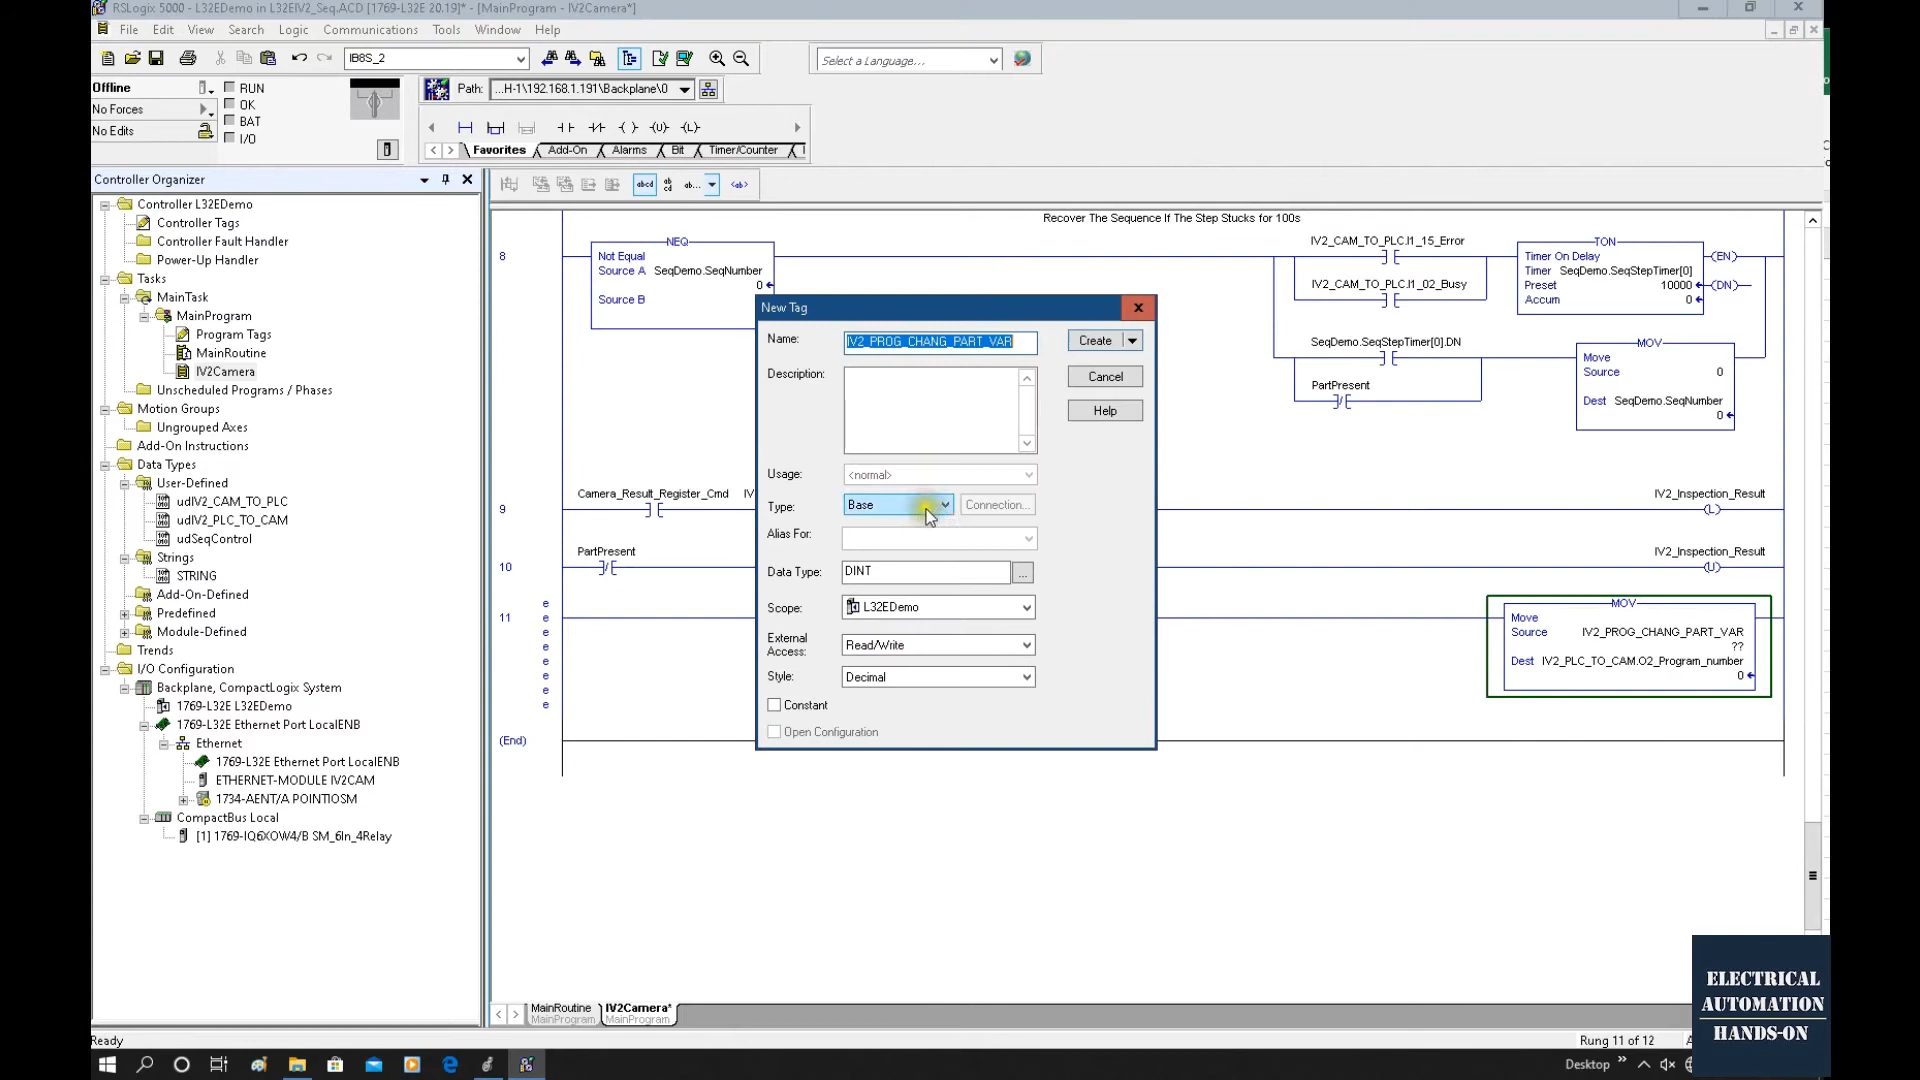 RSLogix 5000 - L32EDemo in L32EIV2_Seq.ACD [1769-L32E 20.19]* - [MainProgram - IV2Camera*]
File Edit View Search Logic Communications Tools Window Help
IB8S_2
Select a Language...
Offline
RUN
No Forces
OK
BAT
No Edits
I/O
Path: ...H-1\192.168.1.191\Backplane\0
Favorites Add-On Alarms Bit Timer/Counter
Controller Organizer
Controller L32EDemo
Controller Tags
Controller Fault Handler
Power-Up Handler
Tasks
MainTask
MainProgram
Program Tags
MainRoutine
IV2Camera
Unscheduled Programs / Phases
Motion Groups
Ungrouped Axes
Add-On Instructions
Data Types
User-Defined
udIV2_CAM_TO_PLC
udIV2_PLC_TO_CAM
udSeqControl
Strings
STRING
Add-On-Defined
Predefined
Module-Defined
Trends
I/O Configuration
Backplane, CompactLogix System
1769-L32E L32EDemo
1769-L32E Ethernet Port LocalENB
Ethernet
1769-L32E Ethernet Port LocalENB
ETHERNET-MODULE IV2CAM
1734-AENT/A POINTIOSM
CompactBus Local
[1] 1769-IQ6XOW4/B SM_6In_4Relay
Recover The Sequence If The Step Stucks for 100s
8
NEQ
Not Equal
Source A SeqDemo.SeqNumber
0
Source B
IV2_CAM_TO_PLC.I1_15_Error
IV2_CAM_TO_PLC.I1_02_Busy
TON
Timer On Delay
Timer SeqDemo.SeqStepTimer[0]
Preset 10000
Accum 0
EN
DN
SeqDemo.SeqStepTimer[0].DN
PartPresent
MOV
Move
Source 0
Dest SeqDemo.SeqNumber
0
9
Camera_Result_Register_Cmd IV
IV2_Inspection_Result
L
10
PartPresent
IV2_Inspection_Result
U
11
e
e
e
e
e
e
e
e
MOV
Move
Source IV2_PROG_CHANG_PART_VAR
??
Dest IV2_PLC_TO_CAM.O2_Program_number
0
(End)
New Tag
Name: IV2_PROG_CHANG_PART_VAR
Create
Description:
Cancel
Help
Usage: <normal>
Type: Base
Connection...
Alias For:
Data Type: DINT
...
Scope: L32EDemo
External Access: Read/Write
Style: Decimal
Constant
Open Configuration
MainRoutine
MainProgram
IV2Camera*
MainProgram
Ready
Rung 11 of 12
Desktop
ELECTRICAL
AUTOMATION
HANDS-ON